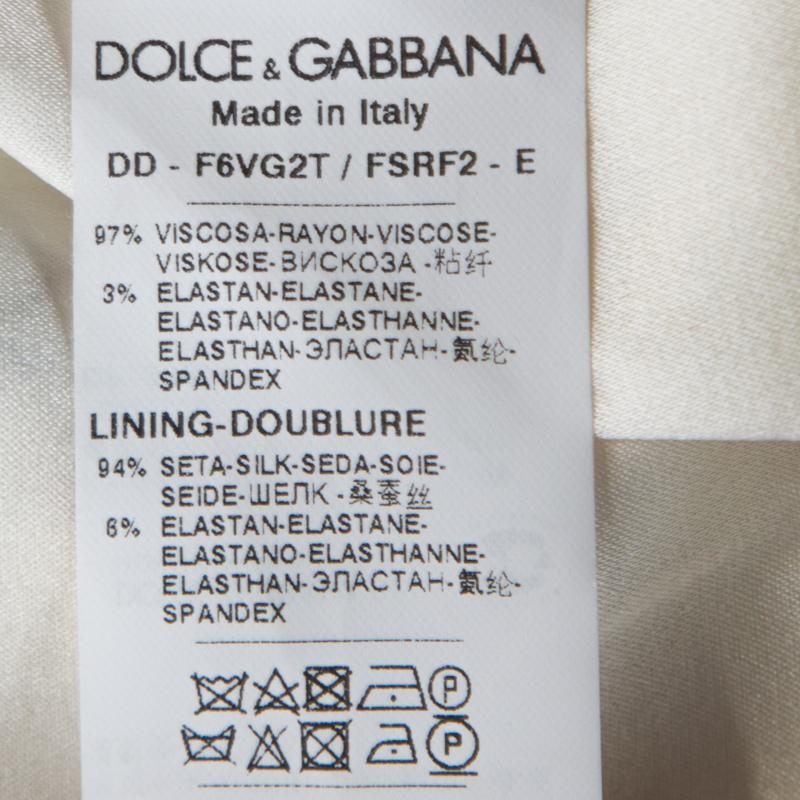 DOLCE & GABBANA
Made in Italy
DD - F6VG2T / FSRF2 - E
97% VISCOSA-RAYON-VISCOSE-
VISKOSE-ВИСКОЗА -粘纤
3% ELASTAN-ELASTANE-
ELASTANO-ELASTHANNE-
ELASTHAN-ЭЛАСТАН-氨纶-
SPANDEX
LINING-DOUBLURE
94% SETA-SILK-SEDA-SOIE-
SEIDE-ШЕЛК -桑蚕丝
6% ELASTAN-ELASTANE-
ELASTANO-ELASTHANNE-
ELASTHAN-ЭЛАСТАН-氨纶-
SPANDEX
P
P